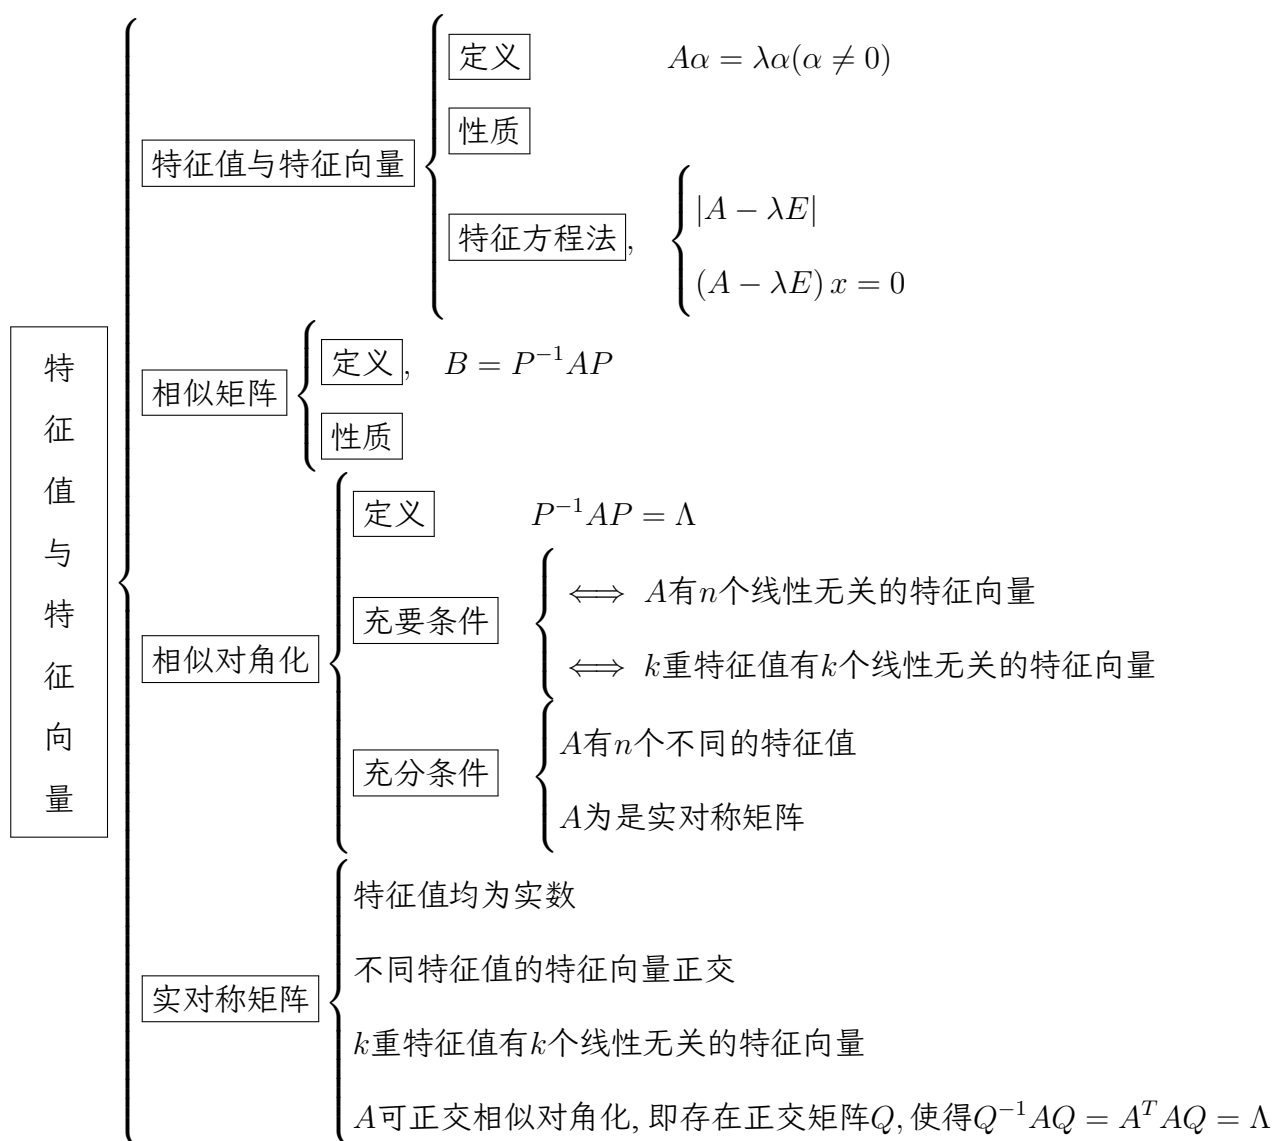 特征值与特征向量
特征值与特征向量
定义 Aα = λα(α ≠ 0)
性质
特征方程法, |A − λE|
(A − λE) x = 0
相似矩阵
定义, B = P⁻¹AP
性质
相似对角化
定义 P⁻¹AP = Λ
充要条件
⟺ A有n个线性无关的特征向量
⟺ k重特征值有k个线性无关的特征向量
充分条件
A有n个不同的特征值
A为是实对称矩阵
实对称矩阵
特征值均为实数
不同特征值的特征向量正交
k重特征值有k个线性无关的特征向量
A可正交相似对角化, 即存在正交矩阵Q, 使得Q⁻¹AQ = AᵀAQ = Λ